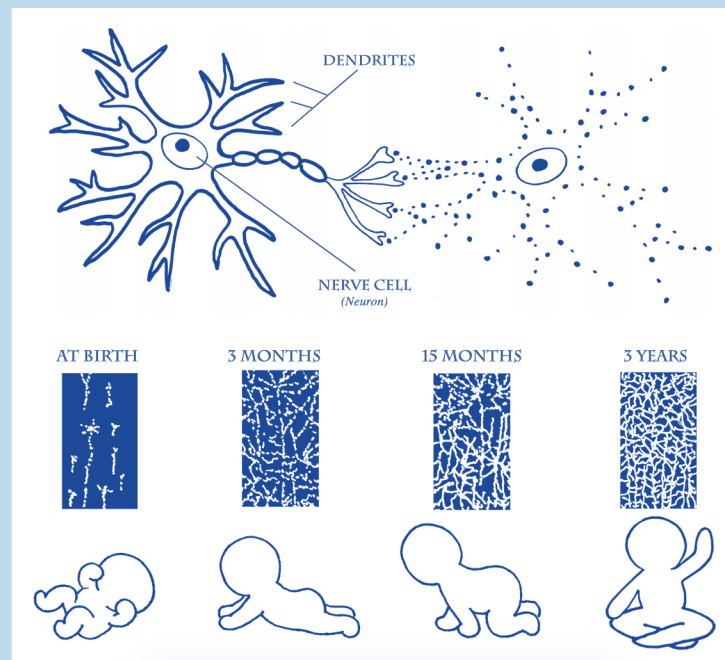 DENDRITES
NERVE CELL
(Neuron)
AT BIRTH
3 MONTHS
15 MONTHS
3 YEARS